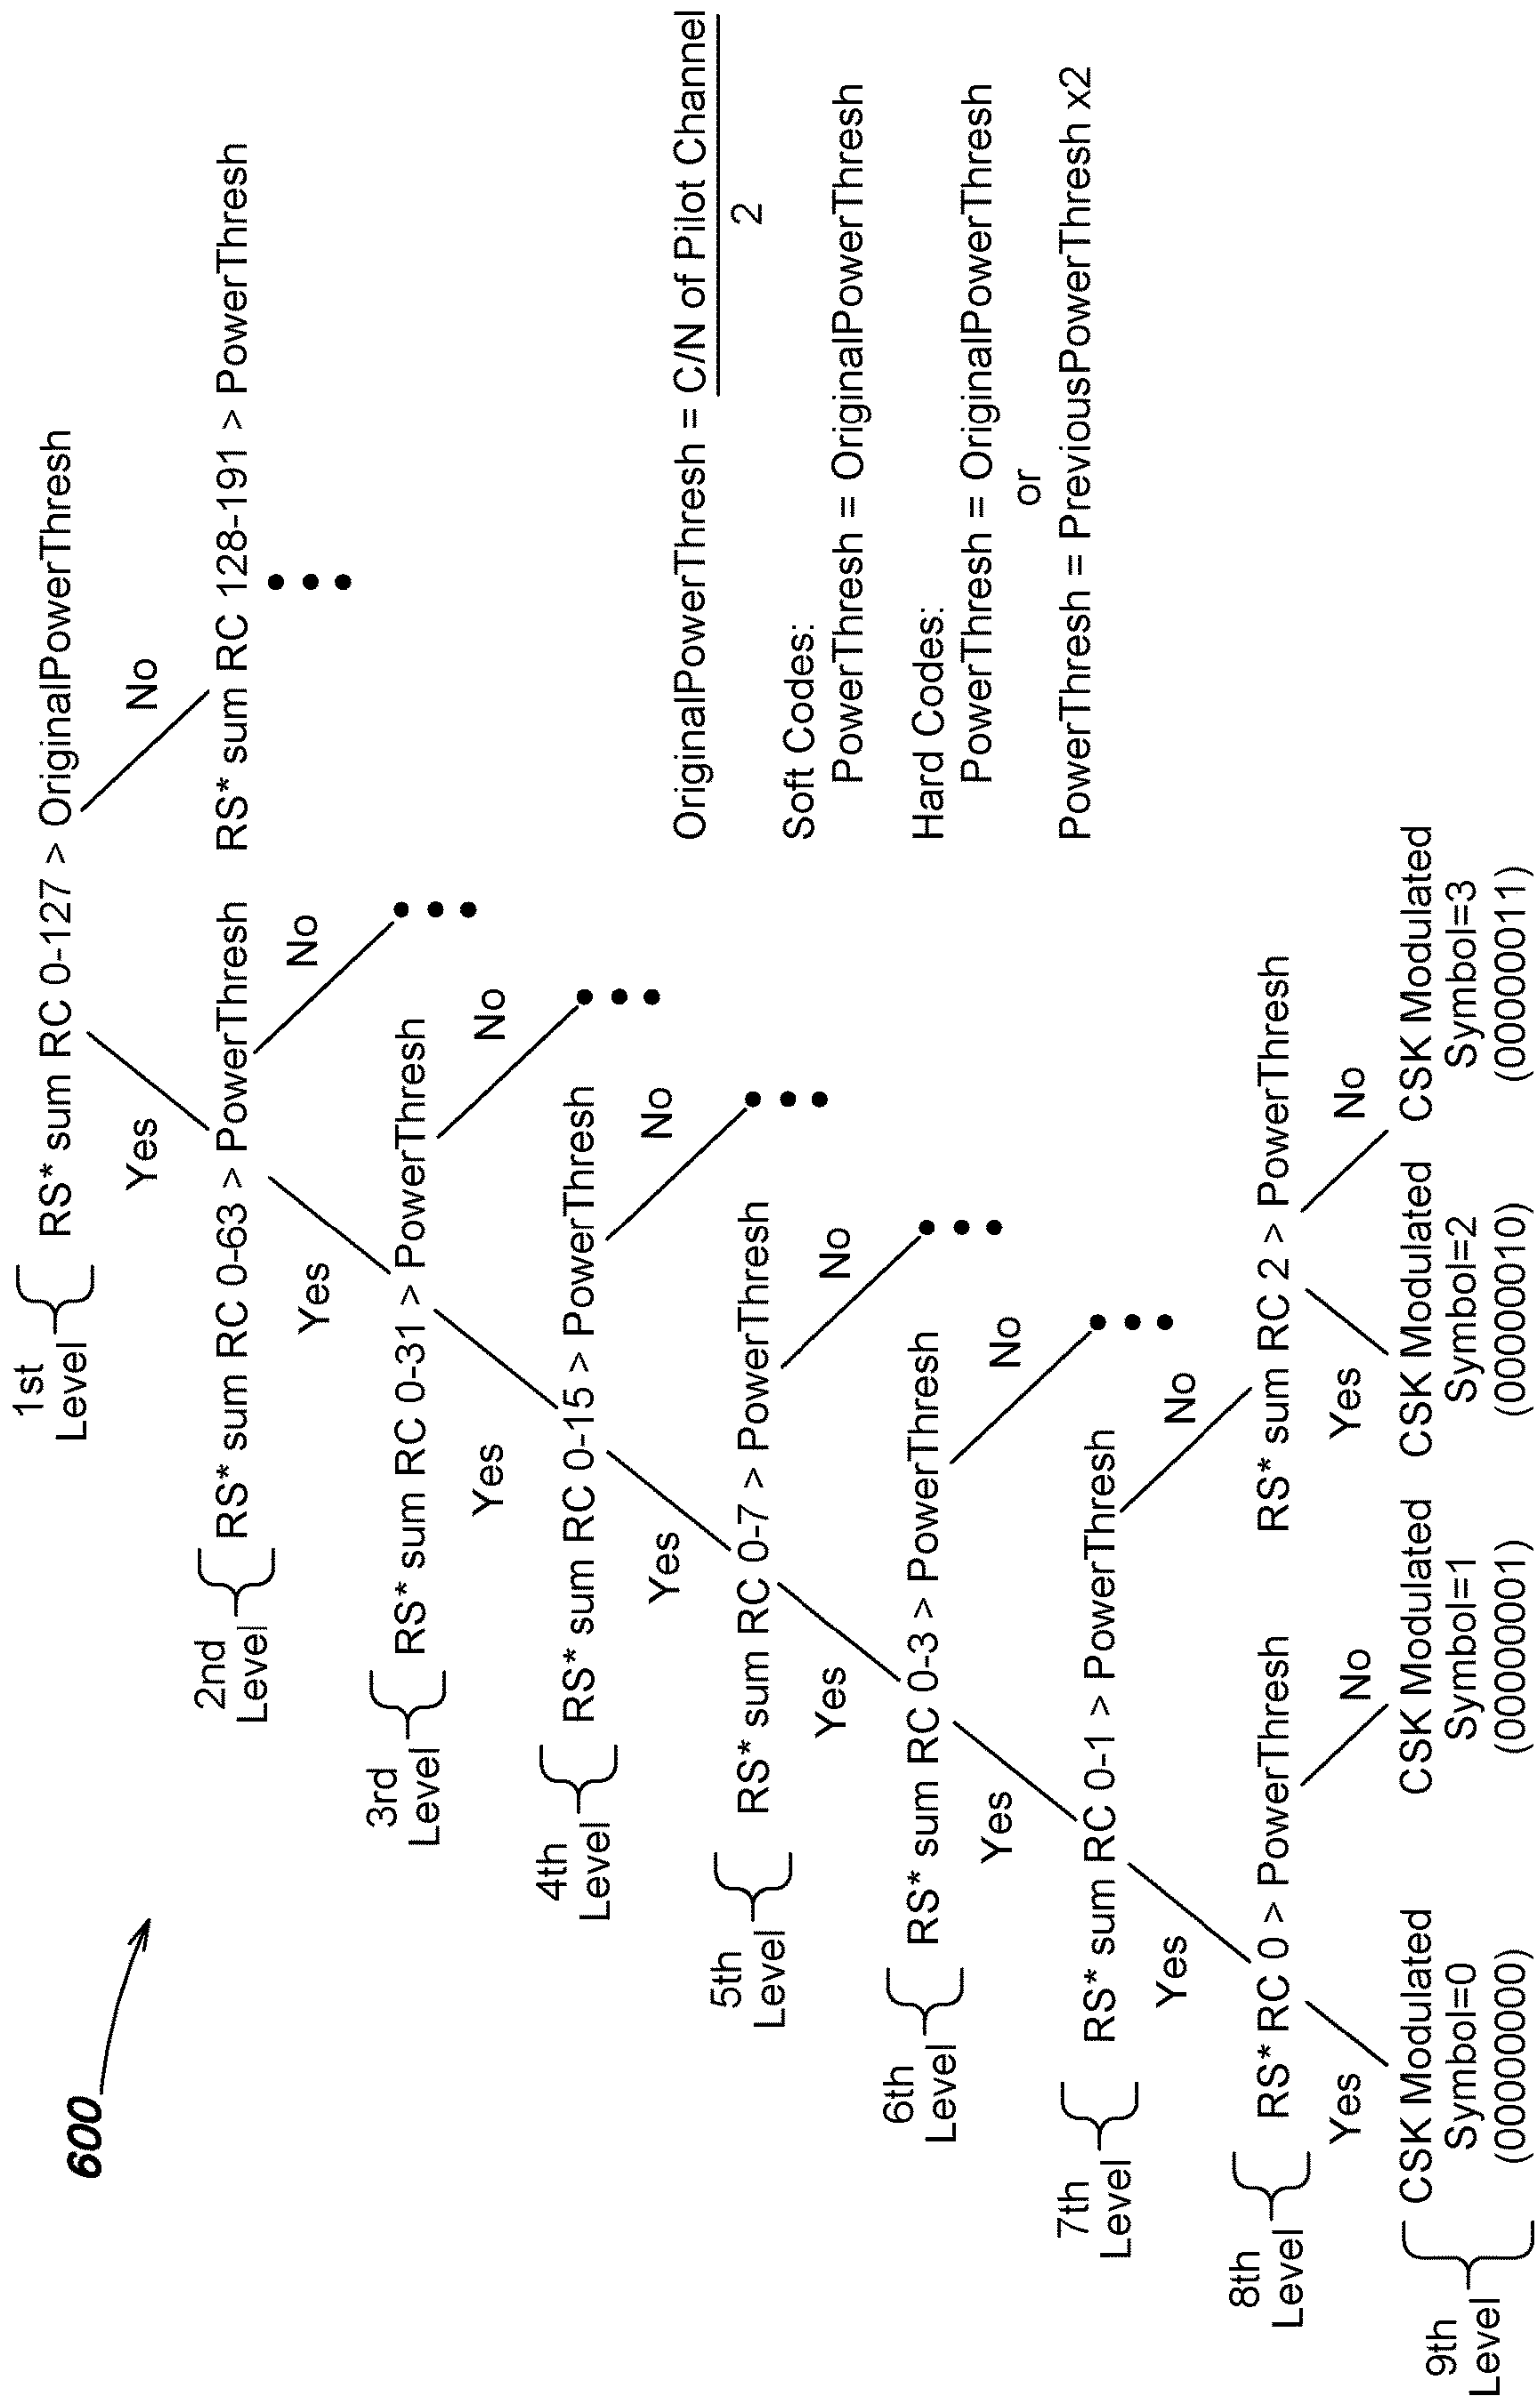 600
1st
Level
RS* sum RC 0-127 > OriginalPowerThresh
Yes
No
2nd
Level
RS* sum RC 0-63 > PowerThresh
RS* sum RC 128-191 > PowerThresh
Yes
No
3rd
Level
RS* sum RC 0-31 > PowerThresh
Yes
No
4th
Level
RS* sum RC 0-15 > PowerThresh
Yes
No
5th
Level
RS* sum RC 0-7 > PowerThresh
Yes
No
6th
Level
RS* sum RC 0-3 > PowerThresh
Yes
No
7th
Level
RS* sum RC 0-1 > PowerThresh
Yes
No
8th
Level
RS* RC 0 > PowerThresh
RS* sum RC 2 > PowerThresh
Yes
No
Yes
No
9th
Level
CSK Modulated
Symbol=0
(00000000)
CSK Modulated
Symbol=1
(00000001)
CSK Modulated
Symbol=2
(00000010)
CSK Modulated
Symbol=3
(00000011)
OriginalPowerThresh = C/N of Pilot Channel
2
Soft Codes:
PowerThresh = OriginalPowerThresh
Hard Codes:
PowerThresh = OriginalPowerThresh
or
PowerThresh = PreviousPowerThresh x2